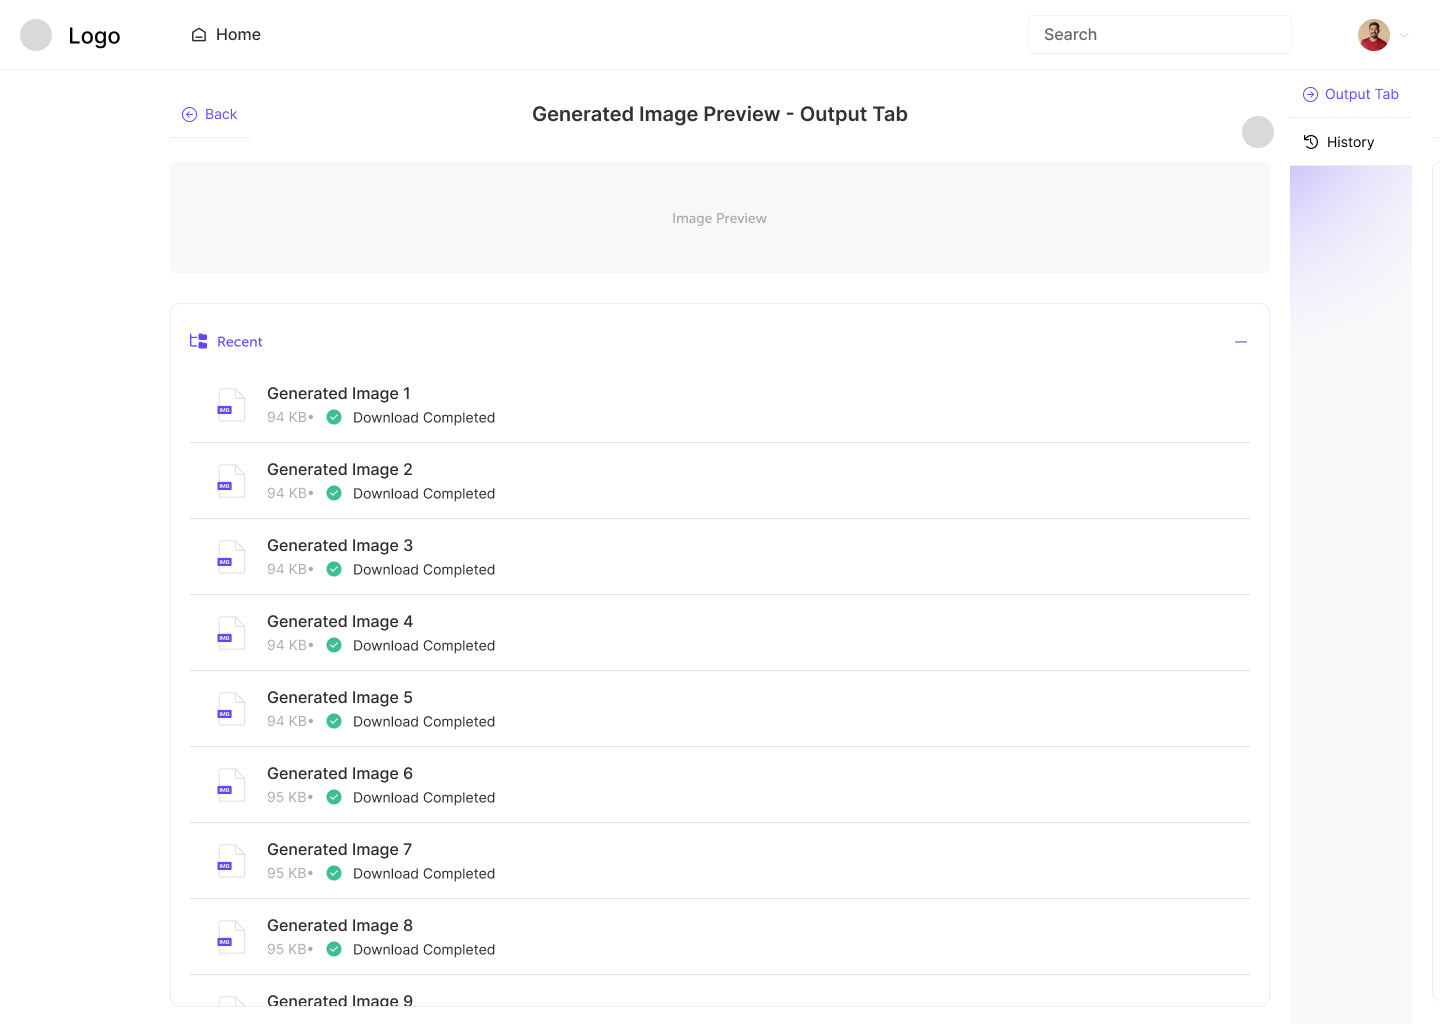 Logo
Home
Search
Back
Generated Image Preview - Output Tab
Output Tab
History
Image Preview
Recent
Generated Image 1
94 KB•
Download Completed
IMG
Generated Image 2
94 KB•
Download Completed
IMG
Generated Image 3
94 KB•
Download Completed
IMG
Generated Image 4
94 KB•
Download Completed
IMG
Generated Image 5
94 KB•
Download Completed
IMG
Generated Image 6
95 KB•
Download Completed
IMG
Generated Image 7
95 KB•
Download Completed
IMG
Generated Image 8
95 KB•
Download Completed
IMG
Generated Image 9